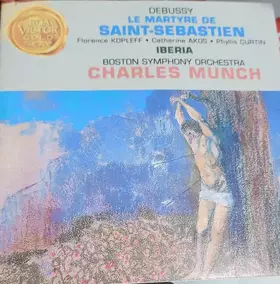 DEBUSSY
LE MARTYRE DE
SAINT-SEBASTIEN
Florence KOPLEFF • Catherine AKOS • Phyllis CURTIN
IBERIA
BOSTON SYMPHONY ORCHESTRA
CHARLES MUNCH